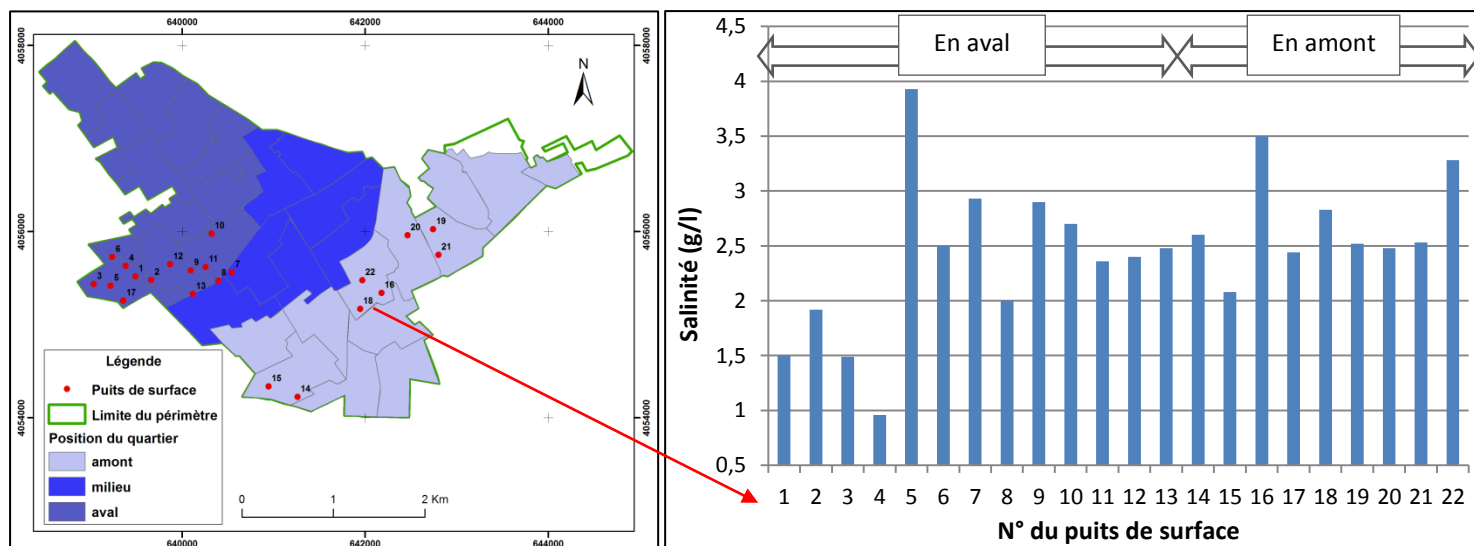 640000 642000 644000
4058000 4058000
N
4056000 4056000
10
19
20
21
6
4
12
9
11
7
8
1
2
3
5
17
13
22
16
18
15
14
4054000 4054000
Légende
Puits de surface
Limite du périmètre
Position du quartier
amont
milieu
aval
0 1 2 Km
640000 642000 644000
En aval En amont
Salinité (g/l)
4,5
4
3,5
3
2,5
2
1,5
1
0,5
1 2 3 4 5 6 7 8 9 10 11 12 13 14 15 16 17 18 19 20 21 22
N° du puits de surface